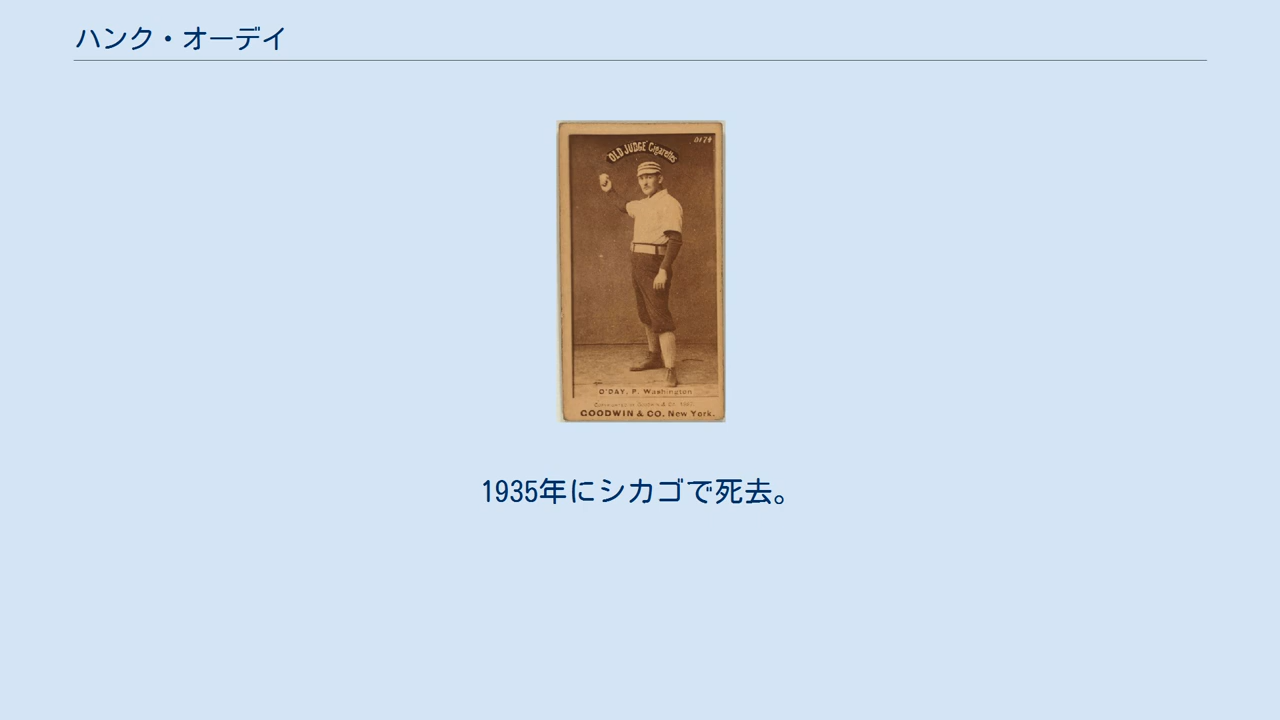 ハンク・オーデイ
"OLD JUDGE" Cigarettes
O'DAY, P. Washington
GOODWIN & CO. New York.
1935年にシカゴで死去。